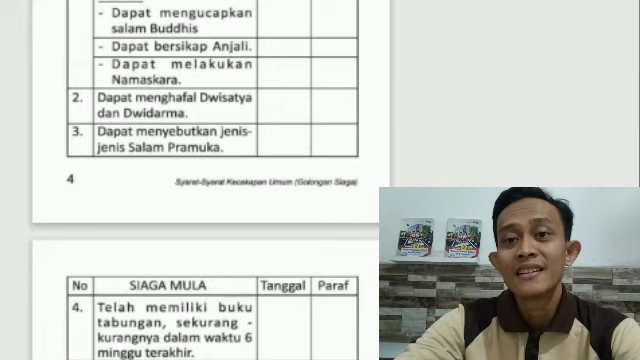 - Dapat mengucapkan
salam Buddhis
- Dapat bersikap Anjali.
- Dapat melakukan
Namaskara.
2. Dapat menghafal Dwisatya
dan Dwidarma.
3. Dapat menyebutkan jenis-
jenis Salam Pramuka.
4 Syarat-Syarat Kecakapan Umum (Golongan Siaga)
No SIAGA MULA Tanggal Paraf
4. Telah memiliki buku
tabungan, sekurang -
kurangnya dalam waktu 6
minggu terakhir.